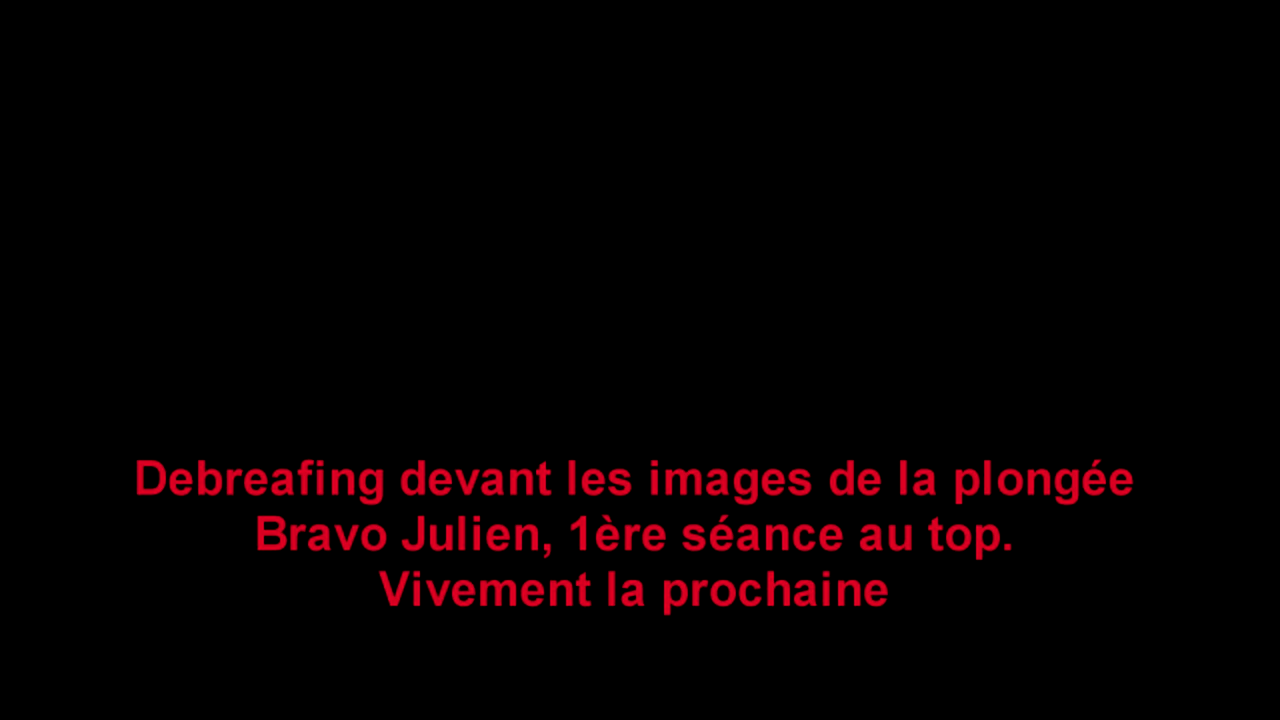 Debreafing devant les images de la plongée
Bravo Julien, 1ère séance au top.
Vivement la prochaine